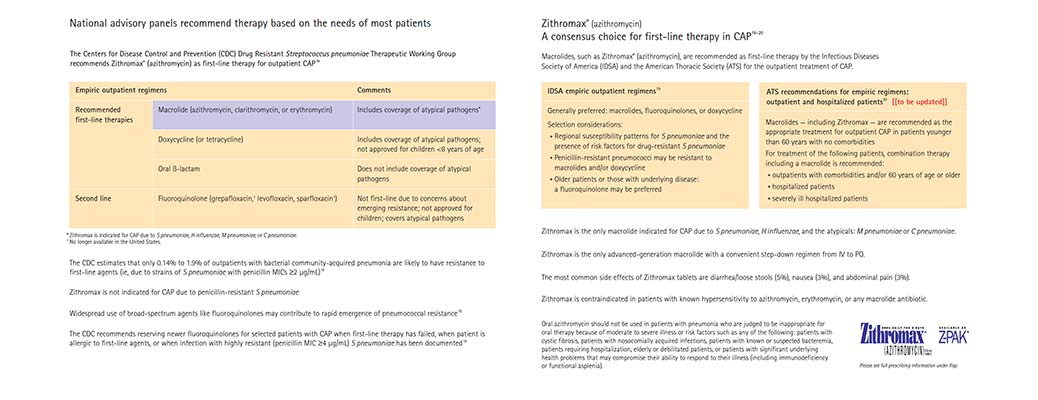 National advisory panels recommend therapy based on the needs of most patients
The Centers for Disease Control and Prevention (CDC) Drug Resistant Streptococcus pneumoniae Therapeutic Working Group
recommends Zithromax® (azithromycin) as first-line therapy for outpatient CAP¹⁸
Empiric outpatient regimens Comments
Recommended
first-line therapies
Macrolide (azithromycin, clarithromycin, or erythromycin) Includes coverage of atypical pathogens*
Doxycycline (or tetracycline) Includes coverage of atypical pathogens;
not approved for children <8 years of age
Oral ß-lactam Does not include coverage of atypical
pathogens
Second line Fluoroquinolone (grepafloxacin,† levofloxacin, sparfloxacin†) Not first-line due to concerns about
emerging resistance; not approved for
children; covers atypical pathogens
* Zithromax is indicated for CAP due to S pneumoniae, H influenzae, M pneumoniae, or C pneumoniae.
† No longer available in the United States.
The CDC estimates that only 0.14% to 1.9% of outpatients with bacterial community-acquired pneumonia are likely to have resistance to
first-line agents (ie, due to strains of S pneumoniae with penicillin MICs ≥2 µg/mL)¹⁸
Zithromax is not indicated for CAP due to penicillin-resistant S pneumoniae
Widespread use of broad-spectrum agents like fluoroquinolones may contribute to rapid emergence of pneumococcal resistance¹⁸
The CDC recommends reserving newer fluoroquinolones for selected patients with CAP when first-line therapy has failed, when patient is
allergic to first-line agents, or when infection with highly resistant (penicillin MIC ≥4 µg/mL) S pneumoniae has been documented¹⁸
Zithromax® (azithromycin)
A consensus choice for first-line therapy in CAP¹⁸⁻²⁰
Macrolides, such as Zithromax® (azithromycin), are recommended as first-line therapy by the Infectious Diseases
Society of America (IDSA) and the American Thoracic Society (ATS) for the outpatient treatment of CAP.
IDSA empiric outpatient regimens¹⁹
Generally preferred: macrolides, fluoroquinolones, or doxycycline
Selection considerations:
• Regional susceptibility patterns for S pneumoniae and the
presence of risk factors for drug-resistant S pneumoniae
• Penicillin-resistant pneumococci may be resistant to
macrolides and/or doxycycline
• Older patients or those with underlying disease:
a fluoroquinolone may be preferred
ATS recommendations for empiric regimens:
outpatient and hospitalized patients²⁰ [[to be updated]]
Macrolides — including Zithromax — are recommended as the
appropriate treatment for outpatient CAP in patients younger
than 60 years with no comorbidities
For treatment of the following patients, combination therapy
including a macrolide is recommended:
• outpatients with comorbidities and/or 60 years of age or older
• hospitalized patients
• severely ill hospitalized patients
Zithromax is the only macrolide indicated for CAP due to S pneumoniae, H influenzae, and the atypicals: M pneumoniae or C pneumoniae.
Zithromax is the only advanced-generation macrolide with a convenient step-down regimen from IV to PO.
The most common side effects of Zithromax tablets are diarrhea/loose stools (5%), nausea (3%), and abdominal pain (3%).
Zithromax is contraindicated in patients with known hypersensitivity to azithromycin, erythromycin, or any macrolide antibiotic.
Oral azithromycin should not be used in patients with pneumonia who are judged to be inappropriate for
oral therapy because of moderate to severe illness or risk factors such as any of the following: patients with
cystic fibrosis, patients with nosocomially acquired infections, patients with known or suspected bacteremia,
patients requiring hospitalization, elderly or debilitated patients, or patients with significant underlying
health problems that may compromise their ability to respond to their illness (including immunodeficiency
or functional asplenia).
Zithromax
(AZITHROMYCIN)
AVAILABLE AS
Z-PAK®
Please see full prescribing information under flap.